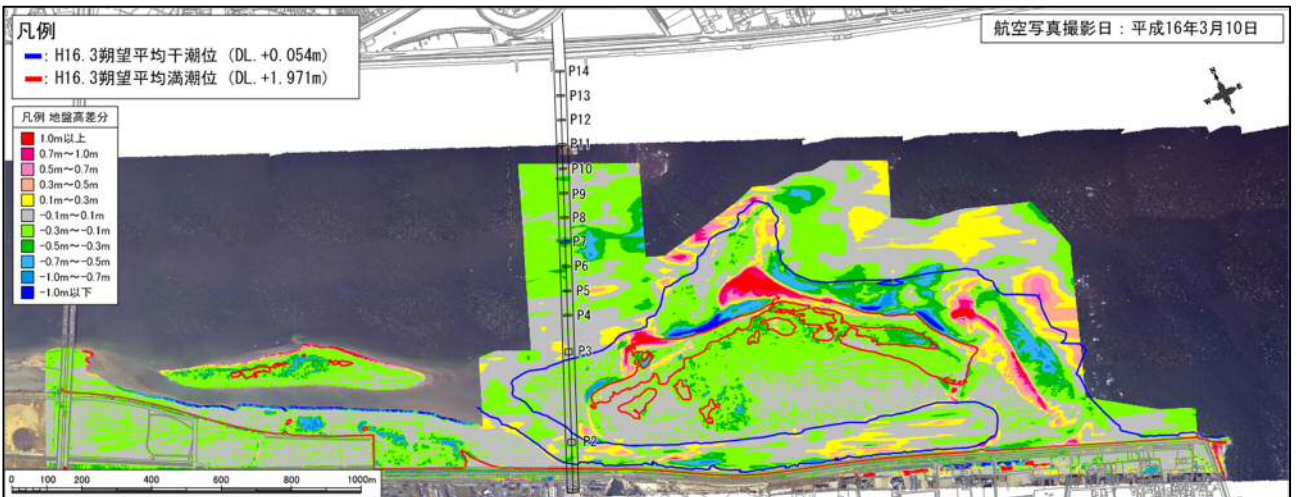 凡例
: H16.3朔望平均干潮位 (DL.+0.054m)
: H16.3朔望平均満潮位 (DL.+1.971m)
航空写真撮影日：平成16年3月10日
凡例 地盤高差分
1.0m以上
0.7m～1.0m
0.5m～0.7m
0.3m～0.5m
0.1m～0.3m
-0.1m～0.1m
-0.3m～-0.1m
-0.5m～-0.3m
-0.7m～-0.5m
-1.0m～-0.7m
-1.0m以下
P14
P13
P12
P11
P10
P9
P8
P7
P6
P5
P4
P3
P2
0 100 200 400 600 800 1000m